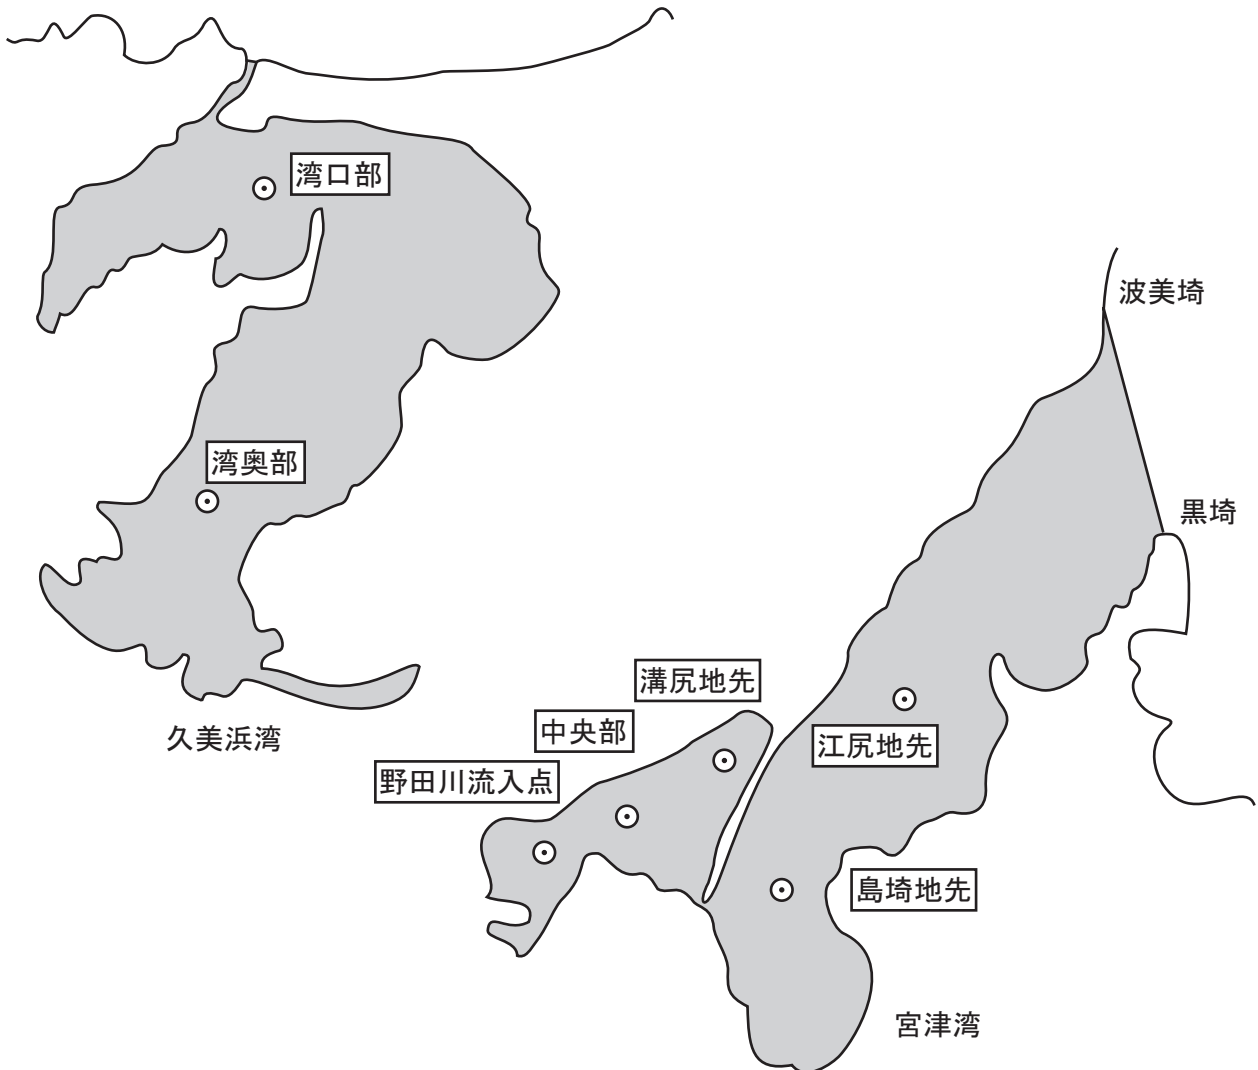 湾口部
波美埼
湾奥部
黒埼
溝尻地先
中央部
久美浜湾
江尻地先
野田川流入点
島埼地先
宮津湾